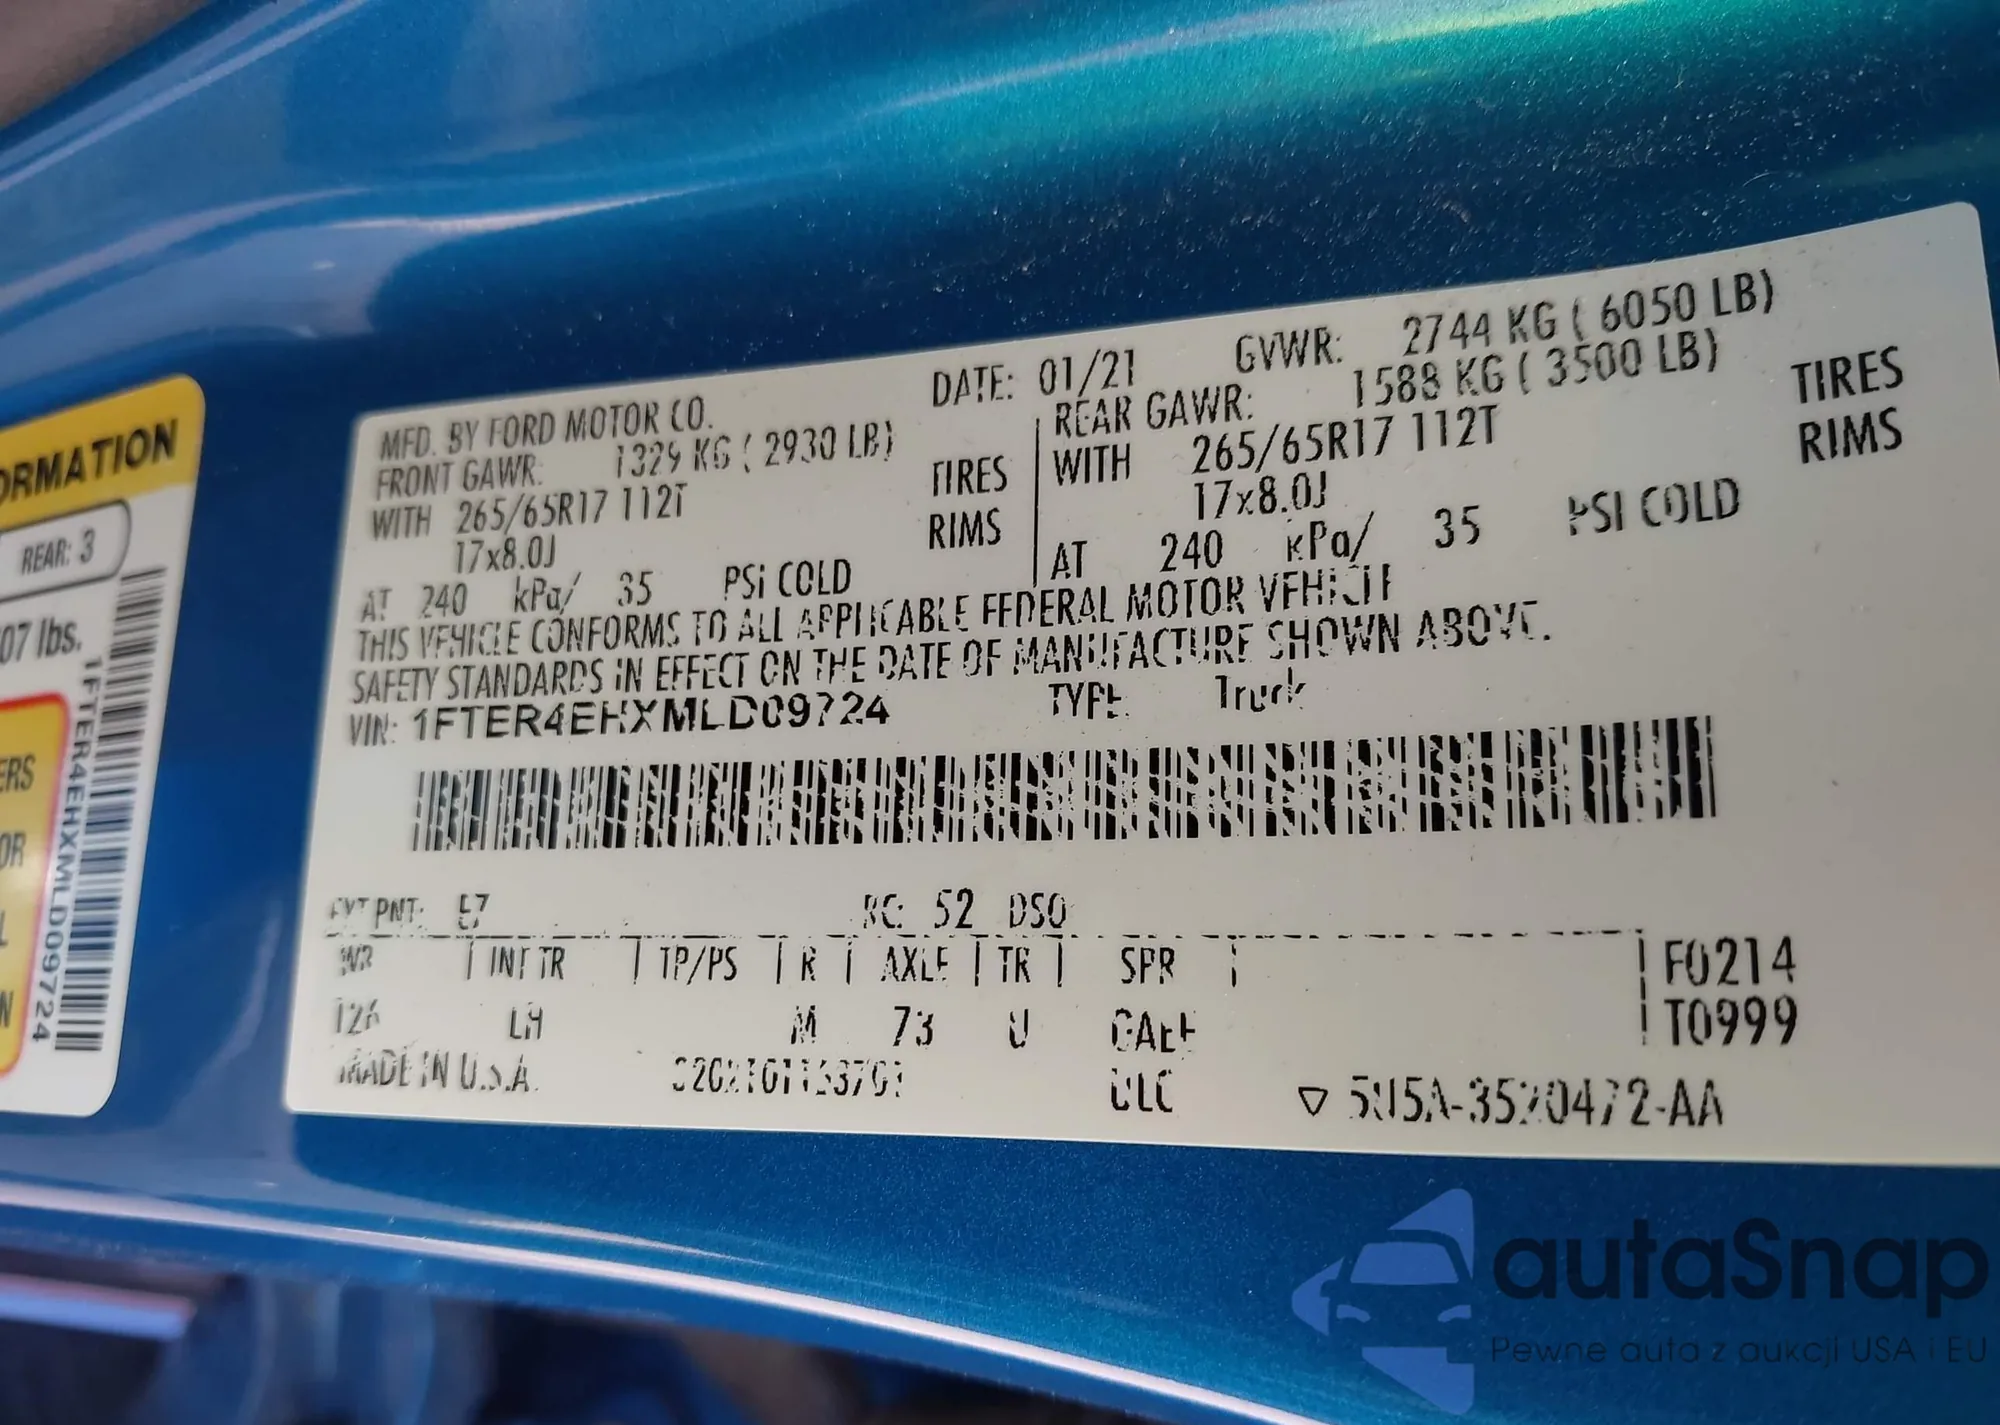 ORMATION
REAR: 3
07 lbs.
1FTER4EHXMLD09724
ERS
OR
L
N
MFD. BY FORD MOTOR CO.
DATE: 01/21
GVWR: 2744 KG ( 6050 LB)
FRONT GAWR: 1329 KG ( 2930 LB)
REAR GAWR: 1588 KG ( 3500 LB)
WITH 265/65R17 112T TIRES
WITH 265/65R17 112T TIRES
17x8.0J RIMS
17x8.0J RIMS
AT 240 kPa/ 35 PSI COLD
AT 240 kPa/ 35 PSI COLD
THIS VEHICLE CONFORMS TO ALL APPLICABLE FEDERAL MOTOR VEHICLE
SAFETY STANDARDS IN EFFECT ON THE DATE OF MANUFACTURE SHOWN ABOVE.
VIN: 1FTER4EHXMLD09724
TYPE: Truck
EXT PNT: RC: 52 DSO
WB INT TR TP/PS R AXLE TR SPR
F0214
LH M 73 U
T0999
MADE IN U.S.A.
5U5A-3520472-AA
autaSnap
Pewne auta z aukcji USA i EU